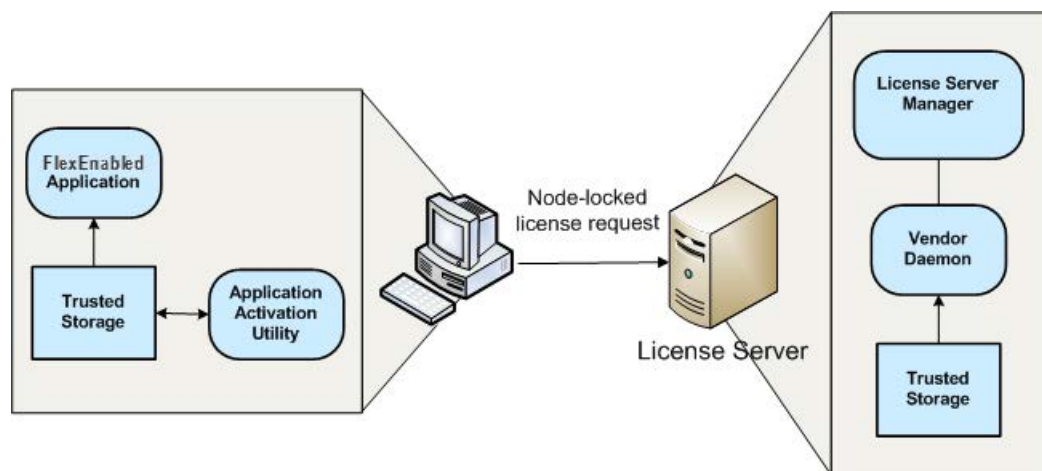 FlexEnabled
Application
Trusted
Storage
Application
Activation
Utility
Node-locked
license request
License Server
License Server
Manager
Vendor
Daemon
Trusted
Storage